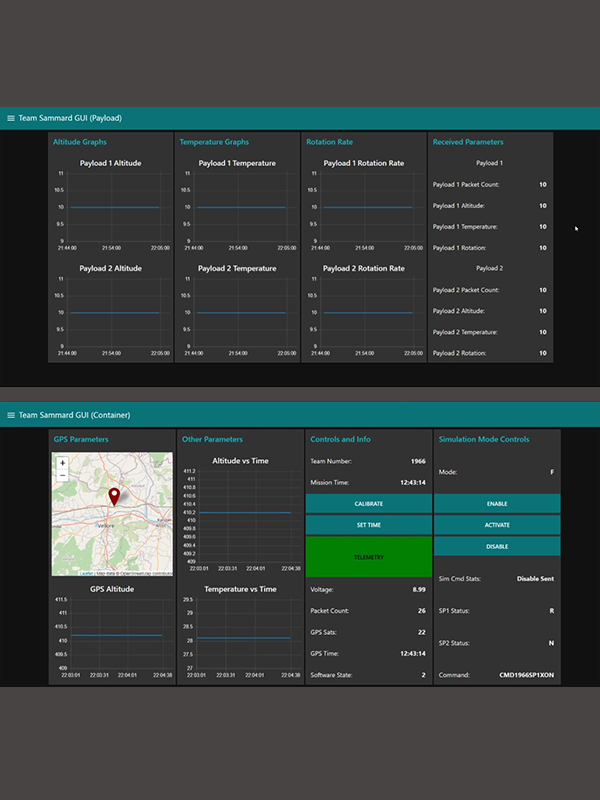 Team Sammard GUI (Payload)
Altitude Graphs
Payload 1 Altitude
11
10.5
10
9.5
9
21:44:00 21:54:00 22:05:00
Payload 2 Altitude
11
10.5
10
9.5
9
21:44:00 21:54:00 22:05:00
Temperature Graphs
Payload 1 Temperature
11
10.5
10
9.5
9
21:44:00 21:54:00 22:05:00
Payload 2 Temperature
11
10.5
10
9.5
9
21:44:00 21:54:00 22:05:00
Rotation Rate
Payload 1 Rotation Rate
11
10.5
10
9.5
9
21:44:00 21:54:00 22:05:00
Payload 2 Rotation Rate
11
10.5
10
9.5
9
21:44:00 21:54:00 22:05:00
Received Parameters
Payload 1
Payload 1 Packet Count: 10
Payload 1 Altitude: 10
Payload 1 Temperature: 10
Payload 1 Rotation: 10
Payload 2
Payload 2 Packet Count: 10
Payload 2 Altitude: 10
Payload 2 Temperature: 10
Payload 2 Rotation: 10
Team Sammard GUI (Container)
GPS Parameters
+
−
Vellore
Leaflet | Map data © OpenStreetMap contributors
GPS Altitude
411.5
411
410.5
410
409.5
409
22:03:01 22:03:31 22:04:01 22:04:38
Other Parameters
Altitude vs Time
411.2
411
410.8
410.6
410.4
410.2
410
409.8
409.6
409.4
409.2
409
22:03:01 22:03:31 22:04:01 22:04:38
Temperature vs Time
29.5
29
28.5
28
27.5
27
22:03:01 22:03:31 22:04:01 22:04:38
Controls and Info
Team Number: 1966
Mission Time: 12:43:14
CALIBRATE
SET TIME
TELEMETRY
Voltage: 8.99
Packet Count: 26
GPS Sats: 22
GPS Time: 12:43:14
Software State: 2
Simulation Mode Controls
Mode: F
ENABLE
ACTIVATE
DISABLE
Sim Cmd Stats: Disable Sent
SP1 Status: R
SP2 Status: N
Command: CMD1966SP1XON